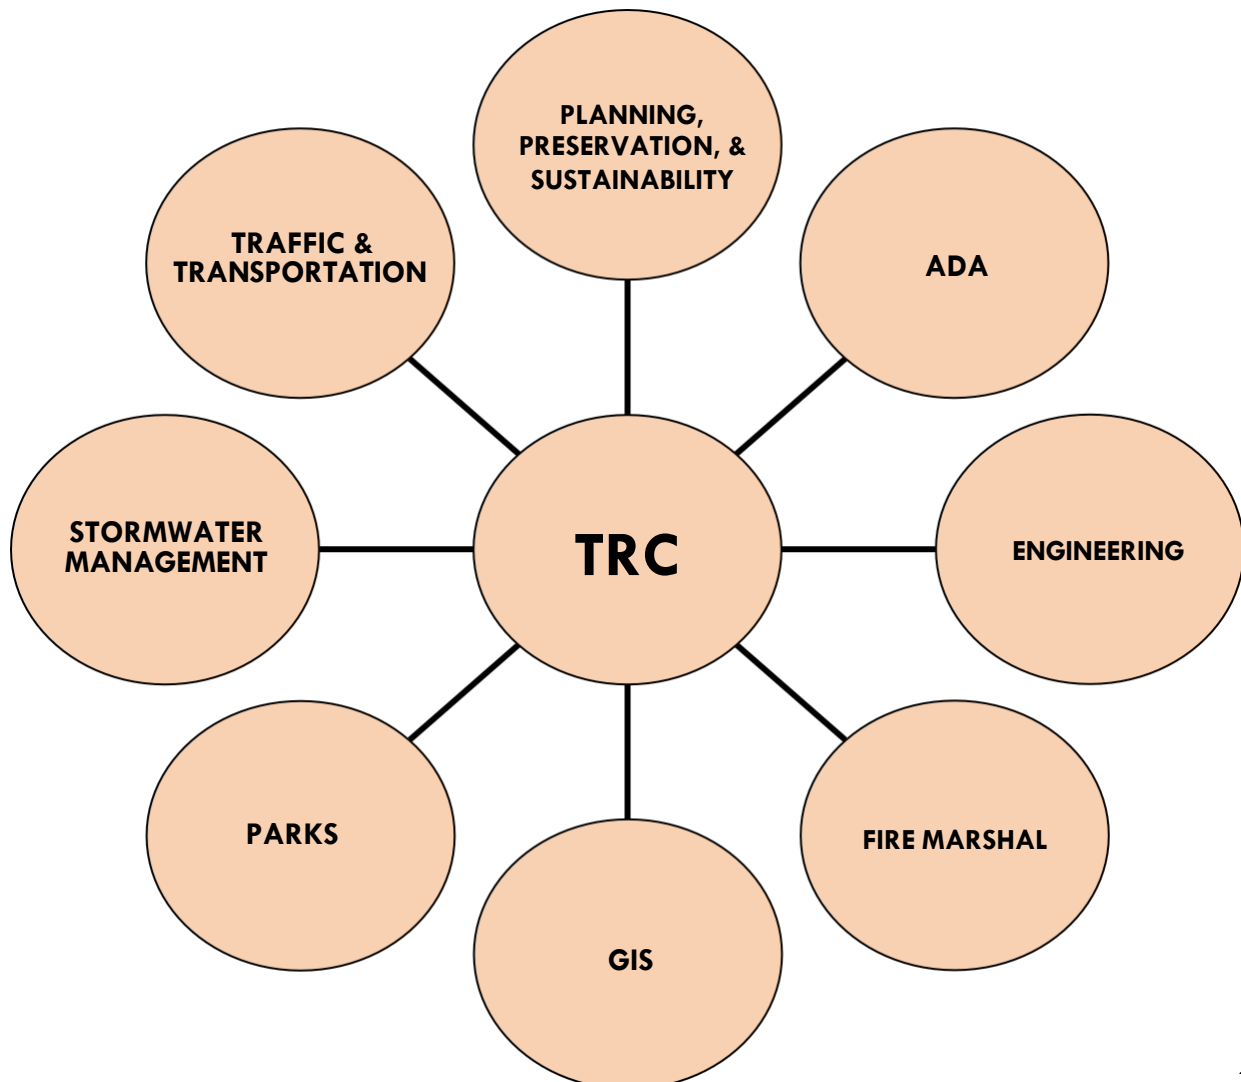 PLANNING,
PRESERVATION, &
SUSTAINABILITY
TRAFFIC &
TRANSPORTATION
ADA
STORMWATER
MANAGEMENT
TRC
ENGINEERING
PARKS
FIRE MARSHAL
GIS